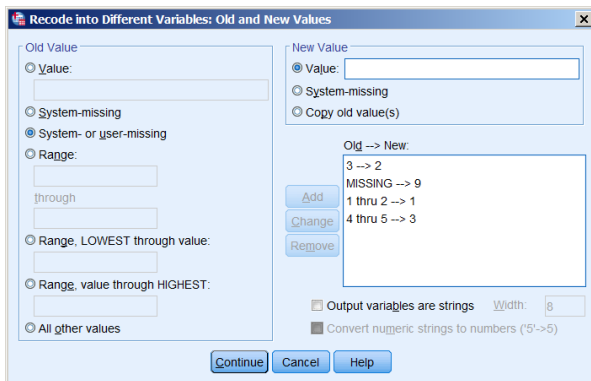 Recode into Different Variables: Old and New Values
Old Value
Value:
System-missing
System- or user-missing
Range:
through
Range, LOWEST through value:
Range, value through HIGHEST:
All other values
New Value
Value:
System-missing
Copy old value(s)
Old --> New:
3 --> 2
MISSING --> 9
1 thru 2 --> 1
4 thru 5 --> 3
Add
Change
Remove
Output variables are strings Width: 8
Convert numeric strings to numbers ('5'->5)
Continue Cancel Help